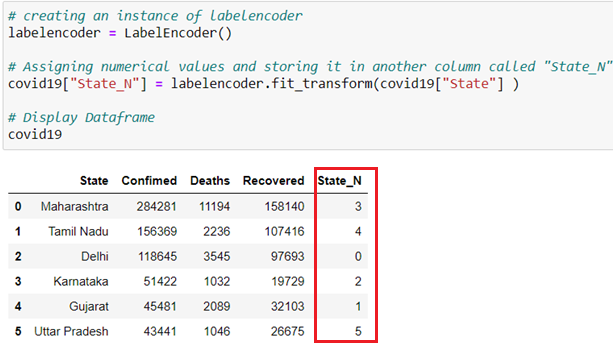 # creating an instance of labelencoder
labelencoder = LabelEncoder()
# Assigning numerical values and storing it in another column called "State_N"
covid19["State_N"] = labelencoder.fit_transform(covid19["State"] )
# Display Dataframe
covid19
State Confimed Deaths Recovered State_N
0 Maharashtra 284281 11194 158140 3
1 Tamil Nadu 156369 2236 107416 4
2 Delhi 118645 3545 97693 0
3 Karnataka 51422 1032 19729 2
4 Gujarat 45481 2089 32103 1
5 Uttar Pradesh 43441 1046 26675 5